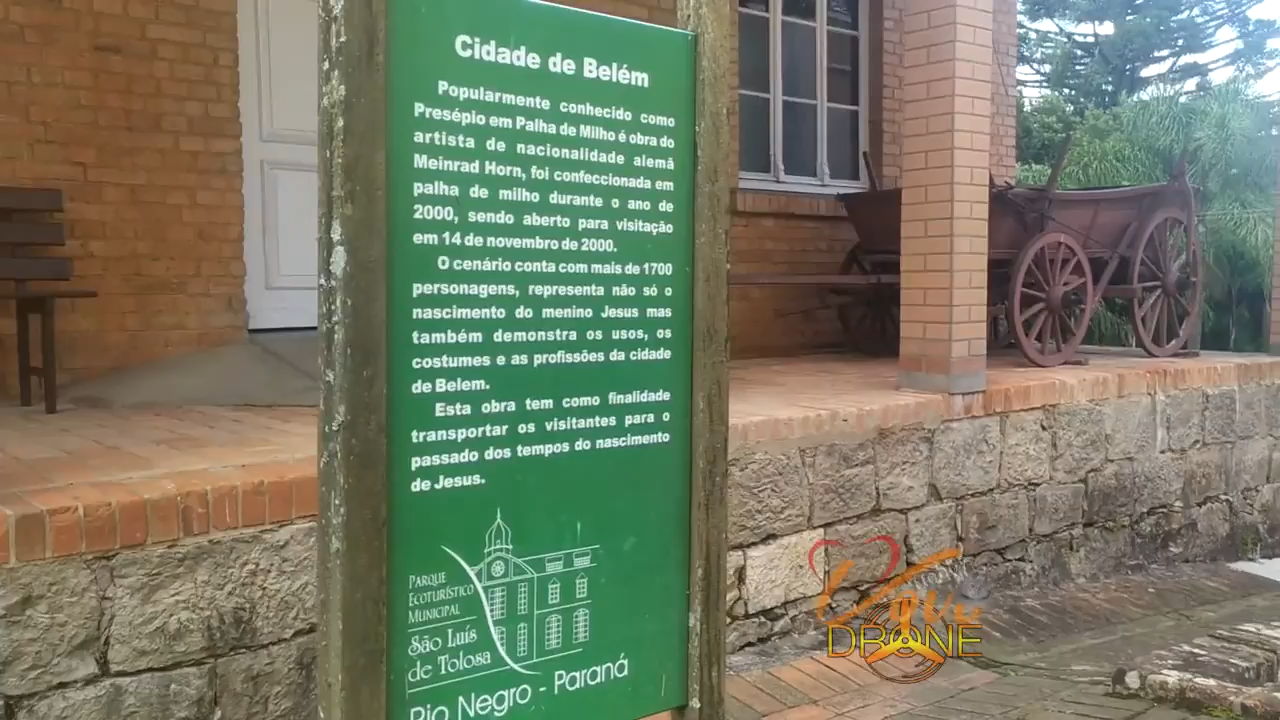 Cidade de Belém
Popularmente conhecido como
Presépio em Palha de Milho é obra do
artista de nacionalidade alemã
Meinrad Horn, foi confeccionada em
palha de milho durante o ano de
2000, sendo aberto para visitação
em 14 de novembro de 2000.
O cenário conta com mais de 1700
personagens, representa não só o
nascimento do menino Jesus mas
também demonstra os usos, os
costumes e as profissões da cidade
de Belem.
Esta obra tem como finalidade
transportar os visitantes para o
passado dos tempos do nascimento
de Jesus.
PARQUE
ECOTURÍSTICO
MUNICIPAL
São Luís
de Tolosa
Rio Negro - Paraná
DRONE